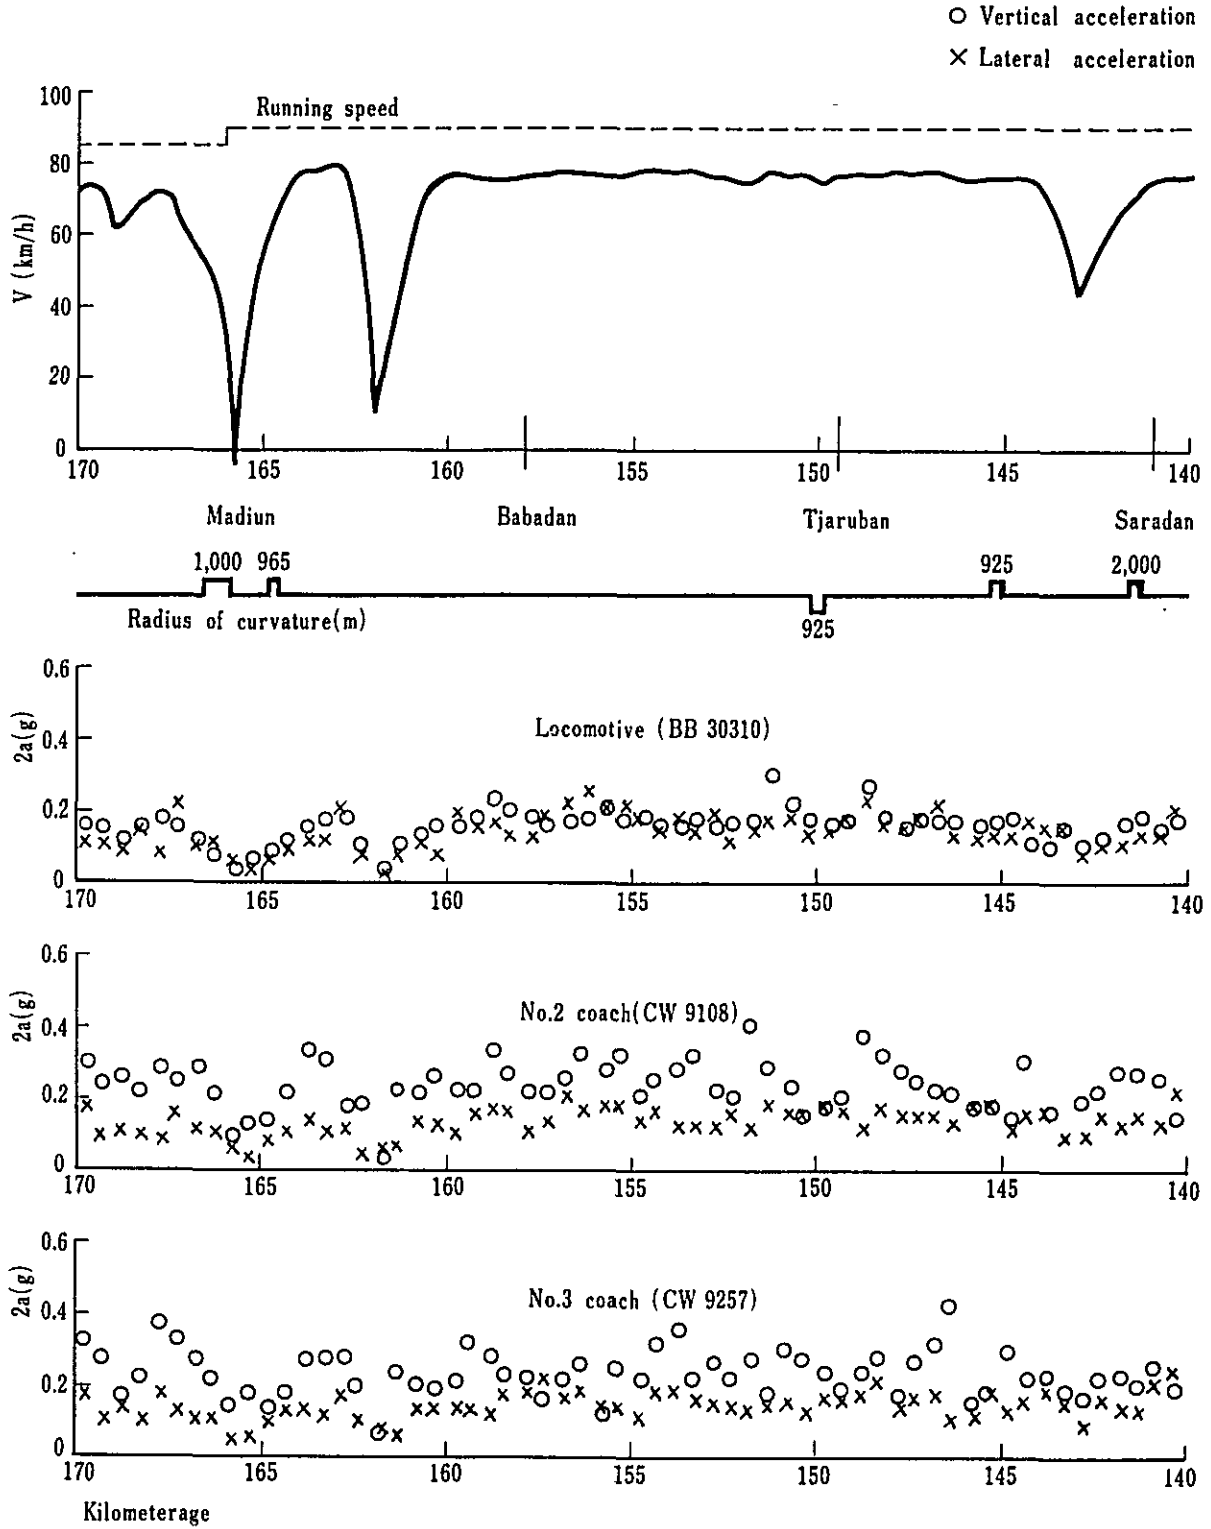 ○ Vertical acceleration
× Lateral acceleration
100
80
60
40
20
0
V (km/h)
Running speed
170 165 160 155 150 145 140
Madiun Babadan Tjaruban Saradan
1,000 965 925 2,000
925
Radius of curvature(m)
0.6
0.4
0.2
0
2a(g)
Locomotive (BB 30310)
170 165 160 155 150 145 140
0.6
0.4
0.2
0
2a(g)
No.2 coach(CW 9108)
170 165 160 155 150 145 140
0.6
0.4
0.2
0
2a(g)
No.3 coach (CW 9257)
170 165 160 155 150 145 140
Kilometerage